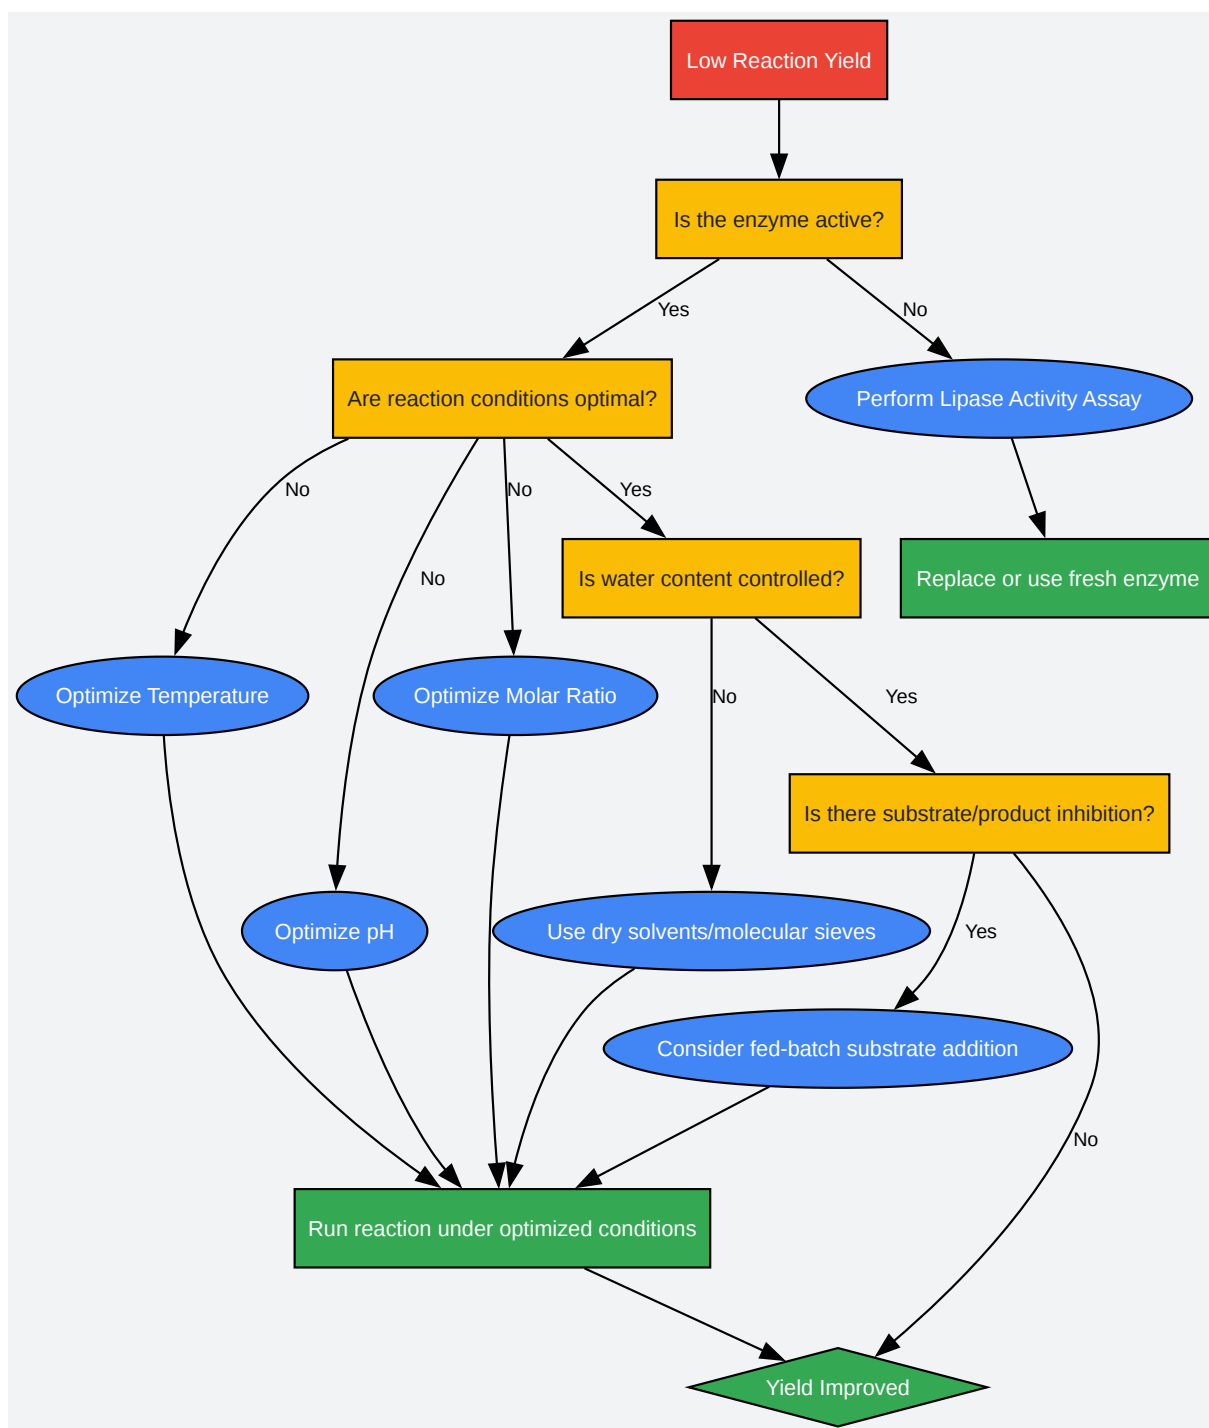 Low Reaction Yield
Is the enzyme active?
Yes
No
Are reaction conditions optimal?
Perform Lipase Activity Assay
No
No
Yes
No
Is water content controlled?
Replace or use fresh enzyme
Optimize Temperature
Optimize Molar Ratio
No
Yes
Is there substrate/product inhibition?
Optimize pH
Use dry solvents/molecular sieves
Yes
Consider fed-batch substrate addition
No
Run reaction under optimized conditions
Yield Improved